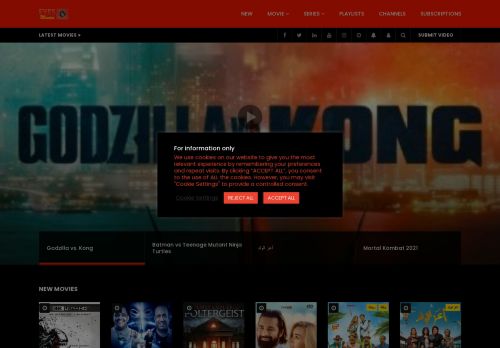 NEW MOVIE SERIES PLAYLISTS CHANNELS SUBSCRIPTIONS
LATEST MOVIES
SUBMIT VIDEO
GODZILLA KONG
For information only
We use cookies on our website to give you the most
relevant experience by remembering your preferences
and repeat visits. By clicking "ACCEPT ALL", you consent
to the use of ALL the cookies. However, you may visit
"Cookie Settings" to provide a controlled consent.
Cookie Settings REJECT ALL ACCEPT ALL
Godzilla vs. Kong
Batman vs Teenage Mutant Ninja
Turtles
Mortal Kombat 2021
NEW MOVIES
POLTERGEIST